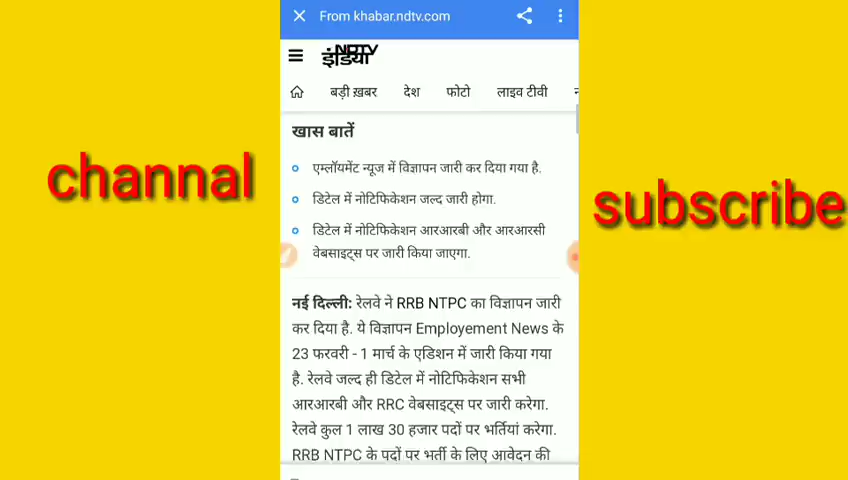 From khabar.ndtv.com
NDTV
इंडिया
बड़ी ख़बर देश फोटो लाइव टीवी
खास बातें
channal
subscribe
एम्लॉयमेंट न्यूज में विज्ञापन जारी कर दिया गया है.
डिटेल में नोटिफिकेशन जल्द जारी होगा.
डिटेल में नोटिफिकेशन आरआरबी और आरआरसी
वेबसाइट्स पर जारी किया जाएगा.
नई दिल्ली: रेलवे ने RRB NTPC का विज्ञापन जारी
कर दिया है. ये विज्ञापन Employement News के
23 फरवरी - 1 मार्च के एडिशन में जारी किया गया
है. रेलवे जल्द ही डिटेल में नोटिफिकेशन सभी
आरआरबी और RRC वेबसाइट्स पर जारी करेगा.
रेलवे कुल 1 लाख 30 हजार पदों पर भर्तियां करेगा.
RRB NTPC के पदों पर भर्ती के लिए आवेदन की